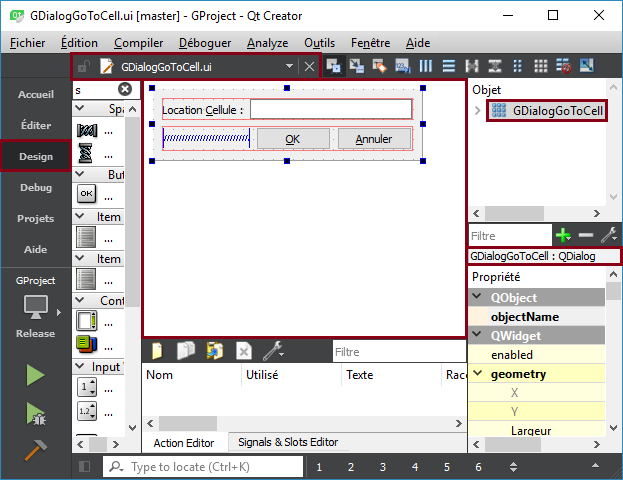 GDialogGoToCell.ui [master] - GProject - Qt Creator
Fichier Édition Compiler Déboguer Analyze Outils Fenêtre Aide
GDialogGoToCell.ui
Accueil
Éditer
Design
Debug
Projets
Aide
GProject
Release
s
Spa
...
...
Butt
OK ...
Item
...
Item
...
Conta
...
...
Input W
1 ...
1.2 ...
Location Cellule :
OK Annuler
Filtre
Nom Utilisé Texte Racc
Action Editor Signals & Slots Editor
Objet
GDialogGoToCell
Filtre
GDialogGoToCell : QDialog
Propriété
QObject
objectName
QWidget
enabled
geometry
X
Y
Largeur
Type to locate (Ctrl+K) 1 2 3 4 5 6